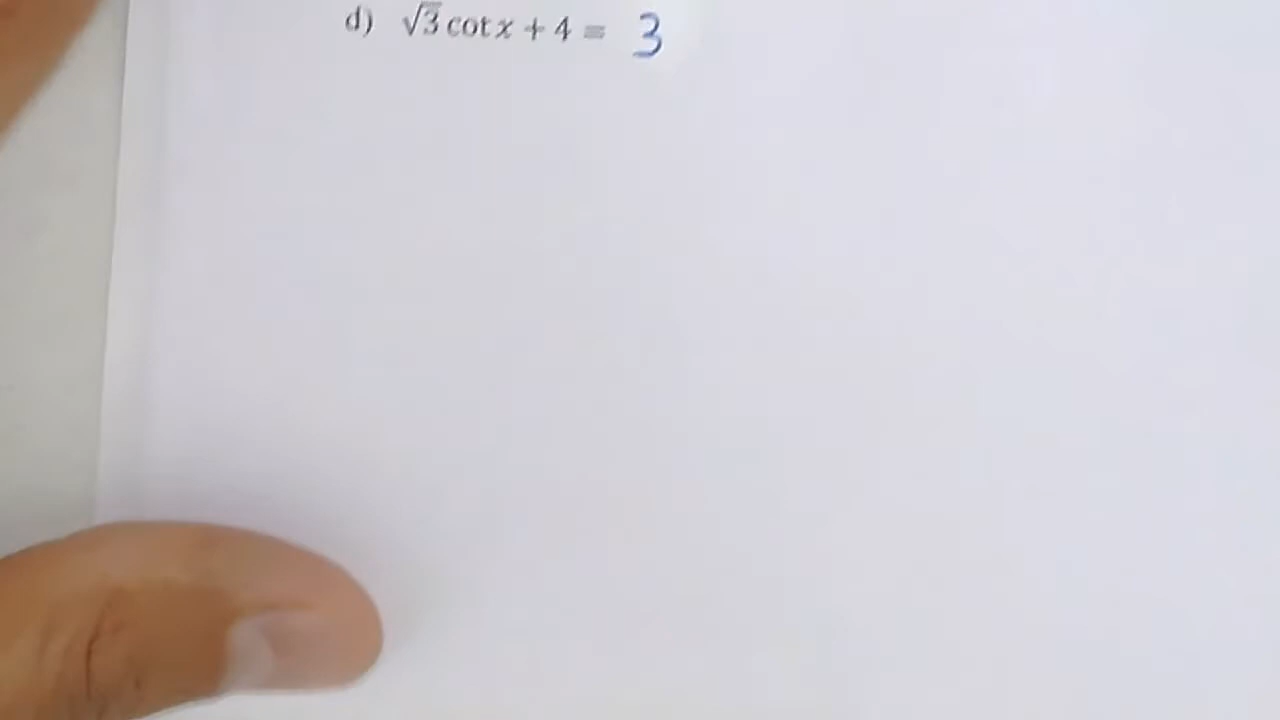 d) √3 cot x + 4 = 3